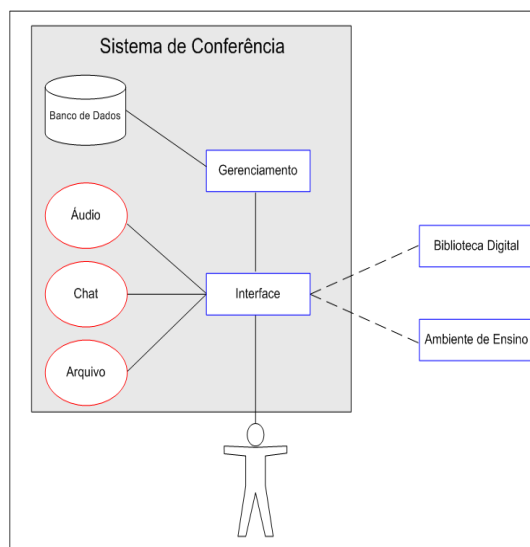 Sistema de Conferência
Banco de Dados
Gerenciamento
Áudio
Biblioteca Digital
Chat
Interface
Ambiente de Ensino
Arquivo